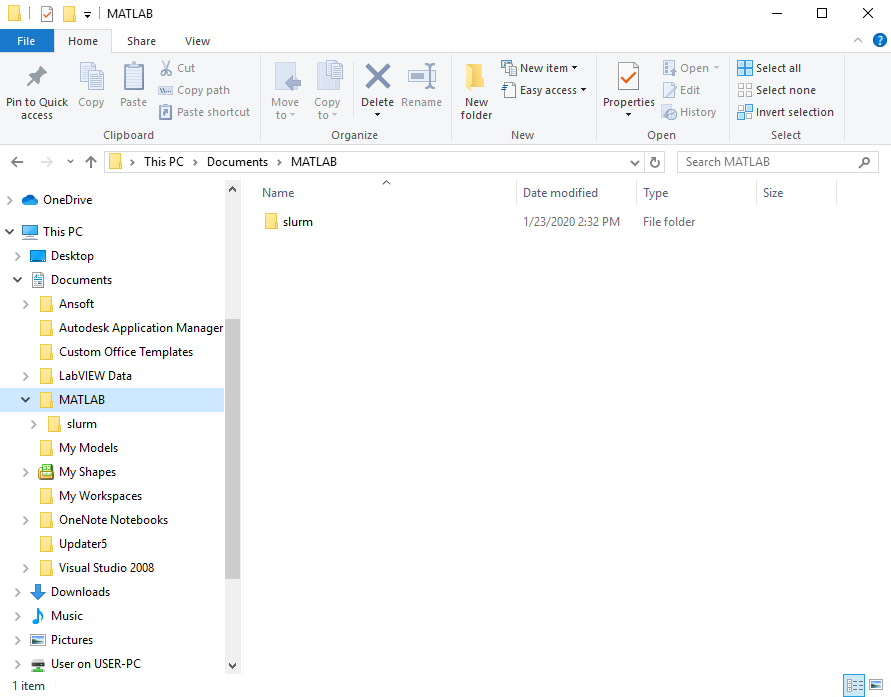 MATLAB
File Home Share View
Pin to Quick access
Copy
Paste
Cut
Copy path
Paste shortcut
Clipboard
Move to
Copy to
Delete
Rename
Organize
New folder
New item
Easy access
New
Properties
Open
Edit
History
Open
Select all
Select none
Invert selection
Select
This PC Documents MATLAB
Search MATLAB
OneDrive
This PC
Desktop
Documents
Ansoft
Autodesk Application Manager
Custom Office Templates
LabVIEW Data
MATLAB
slurm
My Models
My Shapes
My Workspaces
OneNote Notebooks
Updater5
Visual Studio 2008
Downloads
Music
Pictures
User on USER-PC
Name Date modified Type Size
slurm 1/23/2020 2:32 PM File folder
1 item